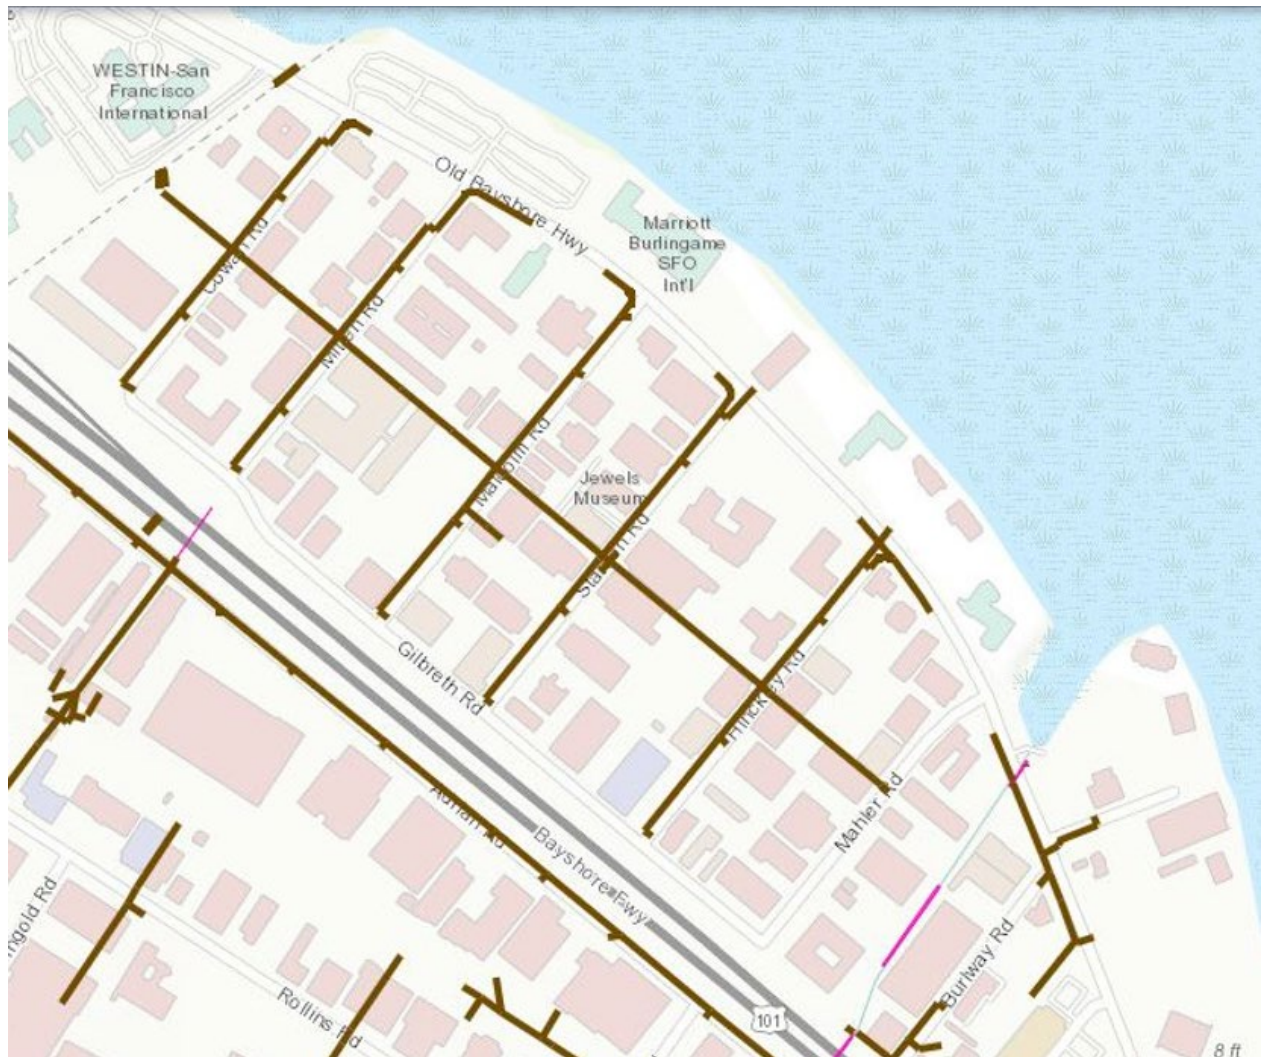 WESTIN-San
Francisco
International
Old Bayshore Hwy
Marriott
Burlingame
SFO
Int'l
Cowan Rd
Mitten Rd
Malcolm Rd
Jewels
Museum
Stanton Rd
Gilbreth Rd
Hinckley Rd
Mahler Rd
Adrian Rd
Bayshore Fwy
Burlway Rd
ngold Rd
Rollins Rd
101
8 ft